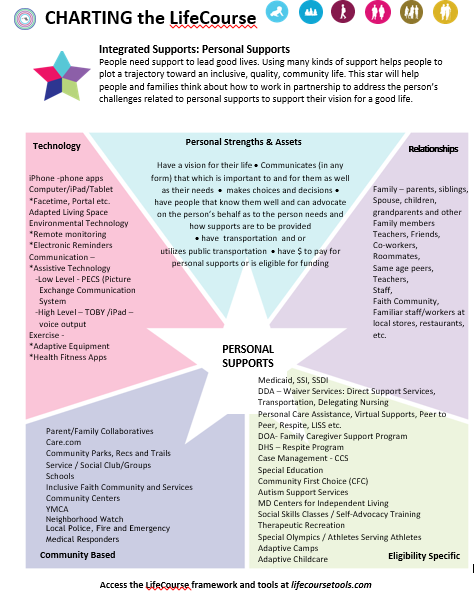 CHARTING the LifeCourse
Integrated Supports: Personal Supports
People need support to lead good lives. Using many kinds of support helps people to
plot a trajectory toward an inclusive, quality, community life. This star will help
people and families think about how to work in partnership to address the person's
challenges related to personal supports to support their vision for a good life.
Technology
iPhone -phone apps
Computer/iPad/Tablet
*Facetime, Portal etc.
Adapted Living Space
Environmental Technology
*Remote monitoring
*Electronic Reminders
Communication –
*Assistive Technology
-Low Level - PECS (Picture
Exchange Communication
System
-High Level – TOBY /iPad –
voice output
Exercise -
*Adaptive Equipment
*Health Fitness Apps
Personal Strengths & Assets
Have a vision for their life • Communicates (in any
form) that which is important to and for them as well
as their needs • makes choices and decisions •
have people that know them well and can advocate
on the person's behalf as to the person needs and
how supports are to be provided
• have transportation and or
utilizes public transportation • have $ to pay for
personal supports or is eligible for funding
Relationships
Family – parents, siblings,
Spouse, children,
grandparents and other
Family members
Teachers, Friends,
Co-workers,
Roommates,
Same age peers,
Teachers,
Staff,
Faith Community,
Familiar staff/workers at
local stores, restaurants,
etc.
PERSONAL
SUPPORTS
Parent/Family Collaboratives
Care.com
Community Parks, Recs and Trails
Service / Social Club/Groups
Schools
Inclusive Faith Community and Services
Community Centers
YMCA
Neighborhood Watch
Local Police, Fire and Emergency
Medical Responders
Community Based
Medicaid, SSI, SSDI
DDA – Waiver Services: Direct Support Services,
Transportation, Delegating Nursing
Personal Care Assistance, Virtual Supports, Peer to
Peer, Respite, LISS etc.
DOA- Family Caregiver Support Program
DHS – Respite Program
Case Management - CCS
Special Education
Community First Choice (CFC)
Autism Support Services
MD Centers for Independent Living
Social Skills Classes / Self-Advocacy Training
Therapeutic Recreation
Special Olympics / Athletes Serving Athletes
Adaptive Camps
Adaptive Childcare
Eligibility Specific
Access the LifeCourse framework and tools at lifecoursetools.com